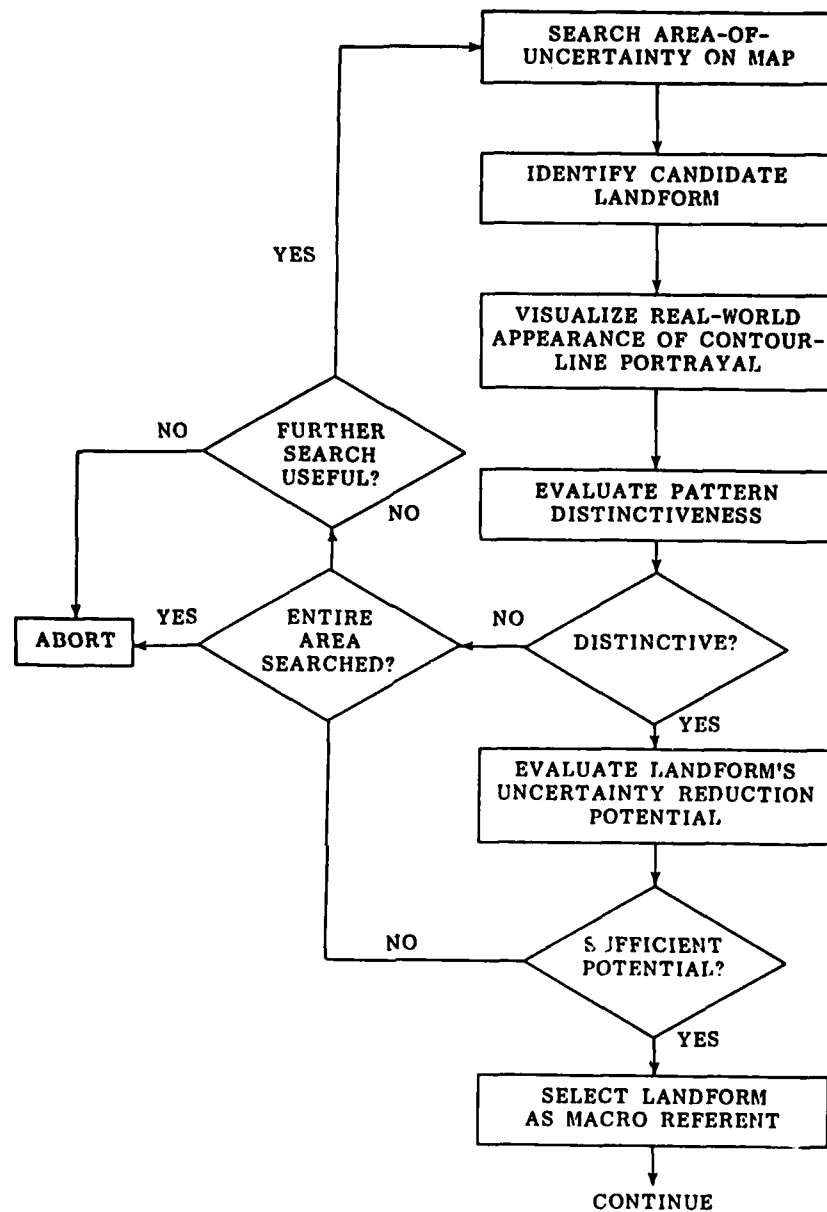 SEARCH AREA-OF-
UNCERTAINTY ON MAP
IDENTIFY CANDIDATE
LANDFORM
YES
VISUALIZE REAL-WORLD
APPEARANCE OF CONTOUR-
LINE PORTRAYAL
NO
FURTHER
SEARCH
USEFUL?
NO
EVALUATE PATTERN
DISTINCTIVENESS
ABORT
YES
ENTIRE
AREA
SEARCHED?
NO
DISTINCTIVE?
YES
EVALUATE LANDFORM'S
UNCERTAINTY REDUCTION
POTENTIAL
NO
SUFFICIENT
POTENTIAL?
YES
SELECT LANDFORM
AS MACRO REFERENT
CONTINUE